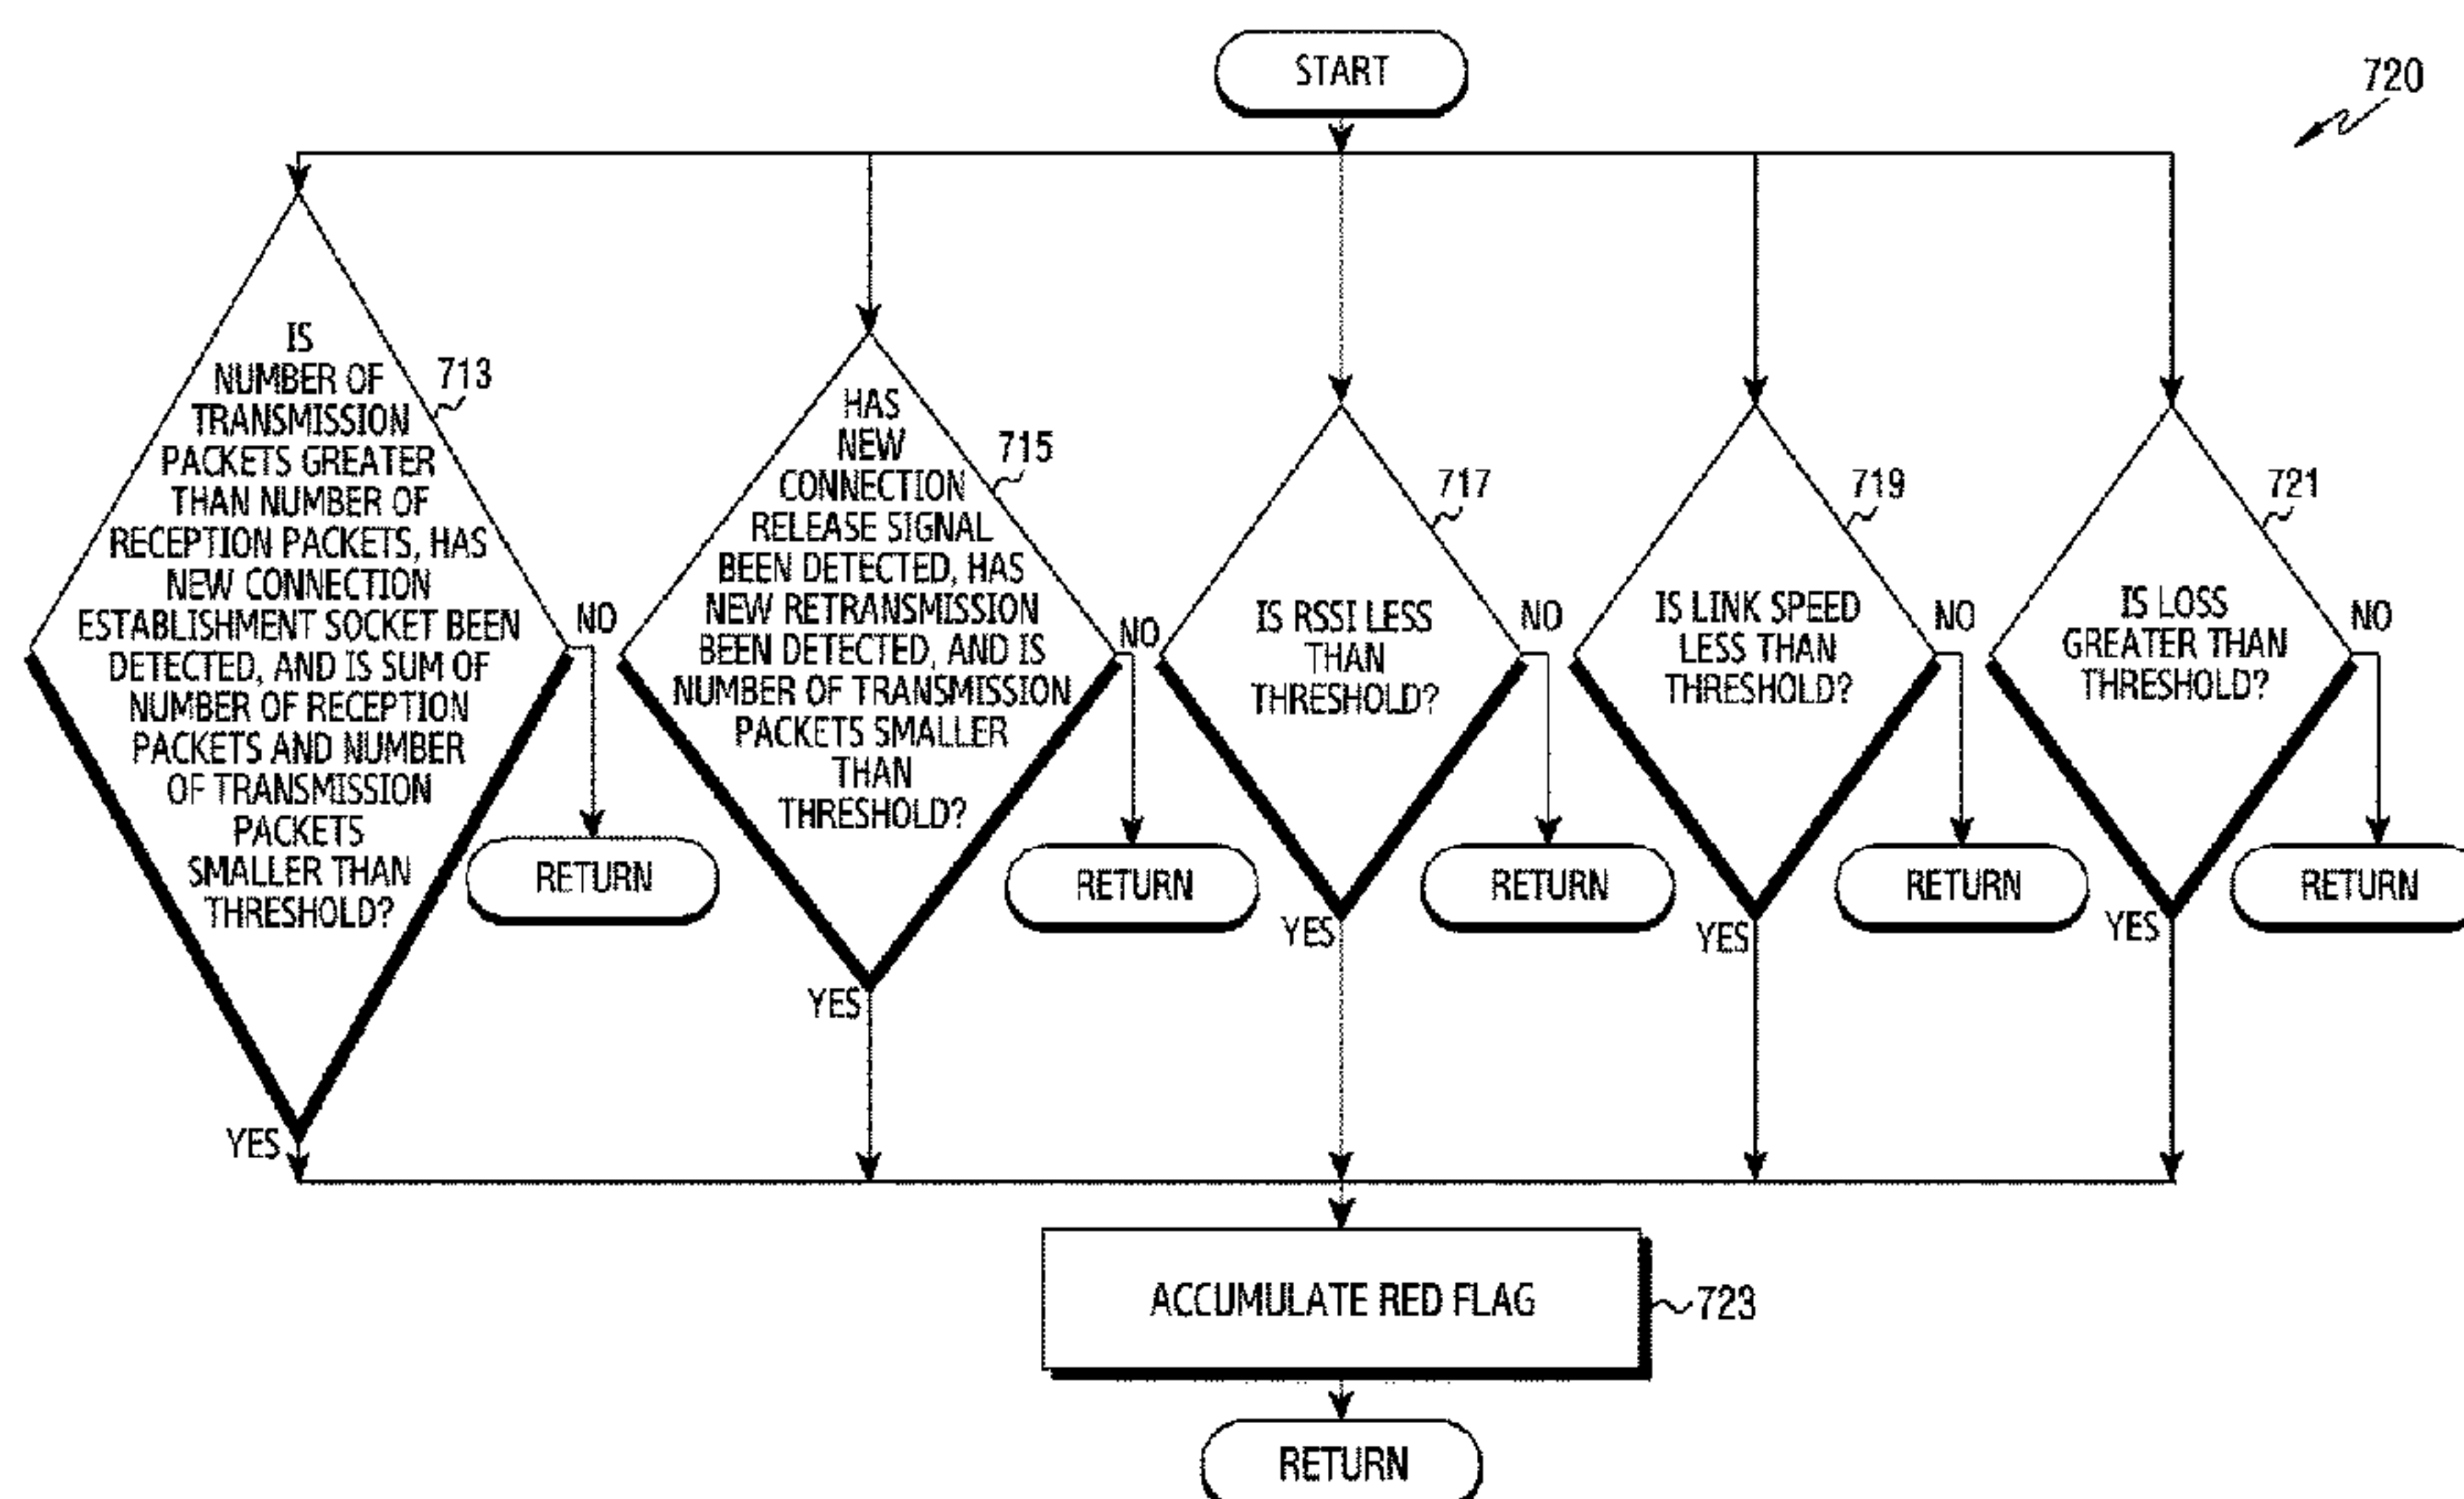 START
720
IS
NUMBER OF
TRANSMISSION
PACKETS GREATER
THAN NUMBER OF
RECEPTION PACKETS, HAS
NEW CONNECTION
ESTABLISHMENT SOCKET BEEN
DETECTED, AND IS SUM OF
NUMBER OF RECEPTION
PACKETS AND NUMBER
OF TRANSMISSION
PACKETS
SMALLER THAN
THRESHOLD?
713
NO
RETURN
YES
HAS
NEW
CONNECTION
RELEASE SIGNAL
BEEN DETECTED, HAS
NEW RETRANSMISSION
BEEN DETECTED, AND IS
NUMBER OF TRANSMISSION
PACKETS SMALLER
THAN
THRESHOLD?
715
NO
RETURN
YES
IS RSSI LESS
THAN
THRESHOLD?
717
NO
RETURN
YES
IS LINK SPEED
LESS THAN
THRESHOLD?
719
NO
RETURN
YES
IS LOSS
GREATER THAN
THRESHOLD?
721
NO
RETURN
YES
ACCUMULATE RED FLAG
723
RETURN